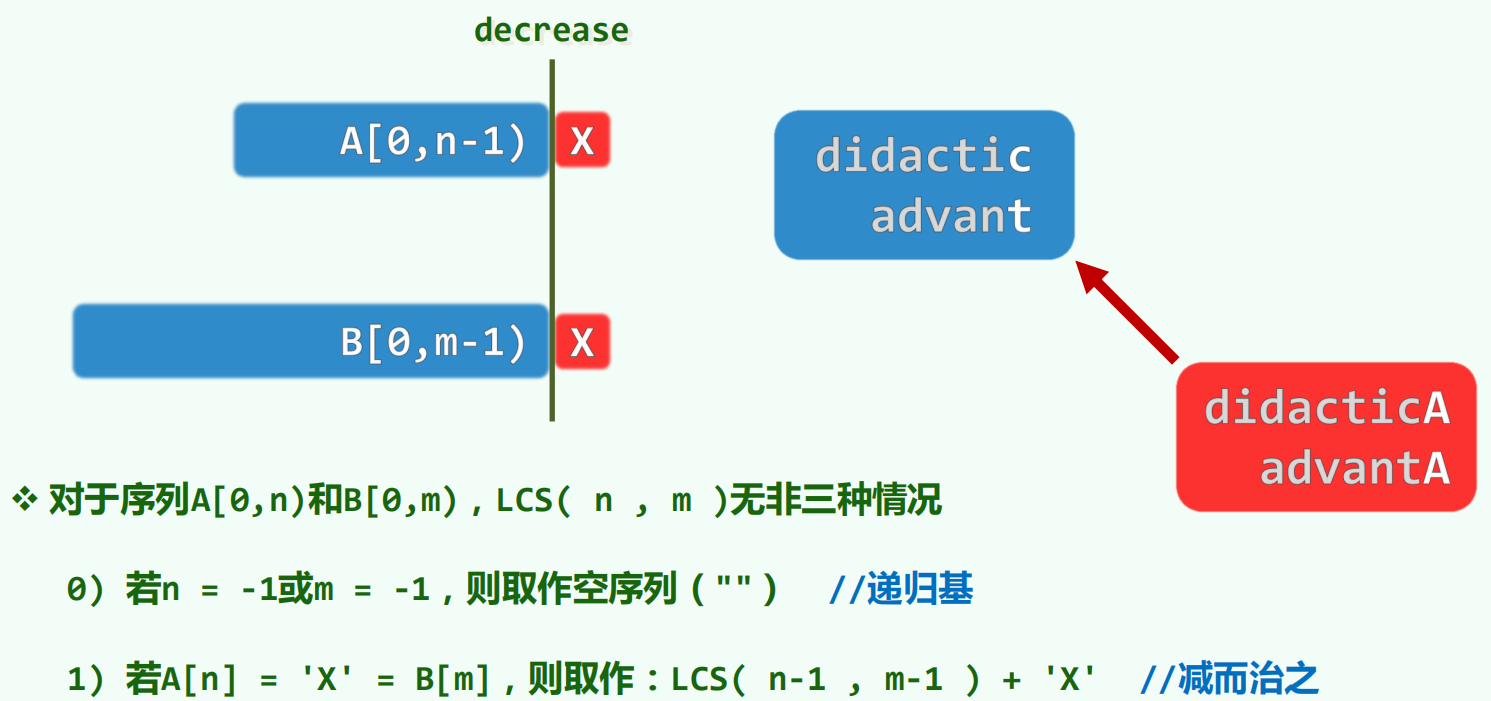 decrease
A[0,n-1) X
didactic
advant
B[0,m-1) X
didacticA
advantA
❖ 对于序列A[0,n)和B[0,m)，LCS( n , m )无非三种情况
0) 若n = -1或m = -1，则取作空序列（""） //递归基
1) 若A[n] = 'X' = B[m]，则取作：LCS( n-1 , m-1 ) + 'X' //减而治之